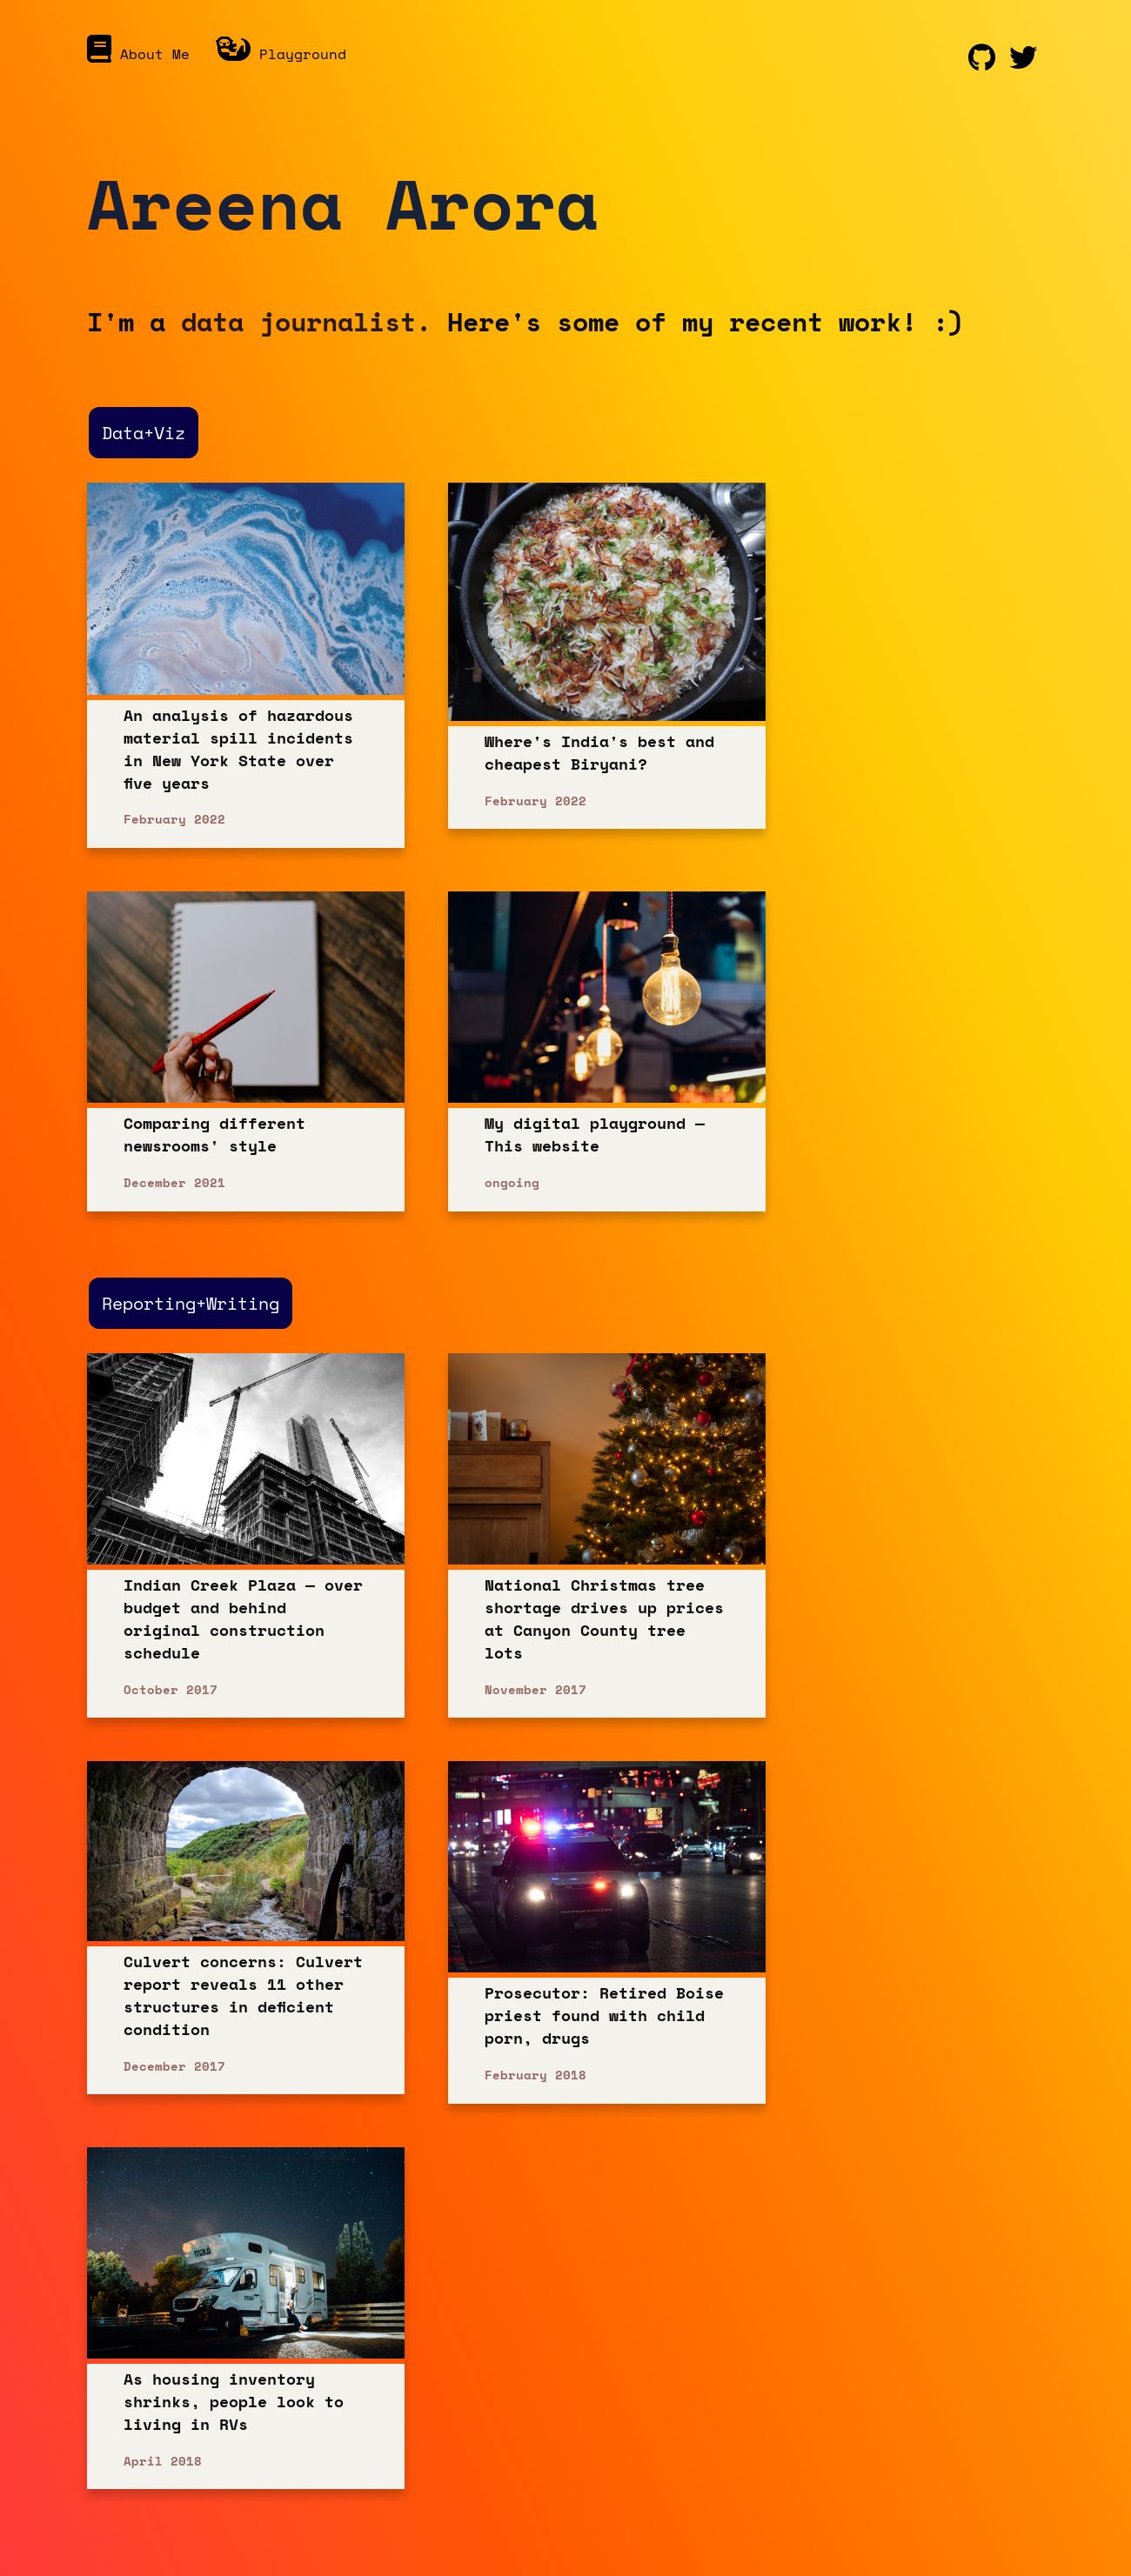 About Me Playground
Areena Arora
I'm a data journalist. Here's some of my recent work! :)
Data+Viz
An analysis of hazardous
material spill incidents
in New York State over
five years
February 2022
Where's India's best and
cheapest Biryani?
February 2022
Comparing different
newsrooms' style
December 2021
My digital playground —
This website
ongoing
Reporting+Writing
Indian Creek Plaza — over
budget and behind
original construction
schedule
October 2017
National Christmas tree
shortage drives up prices
at Canyon County tree
lots
November 2017
Culvert concerns: Culvert
report reveals 11 other
structures in deficient
condition
December 2017
Prosecutor: Retired Boise
priest found with child
porn, drugs
February 2018
maui
As housing inventory
shrinks, people look to
living in RVs
April 2018